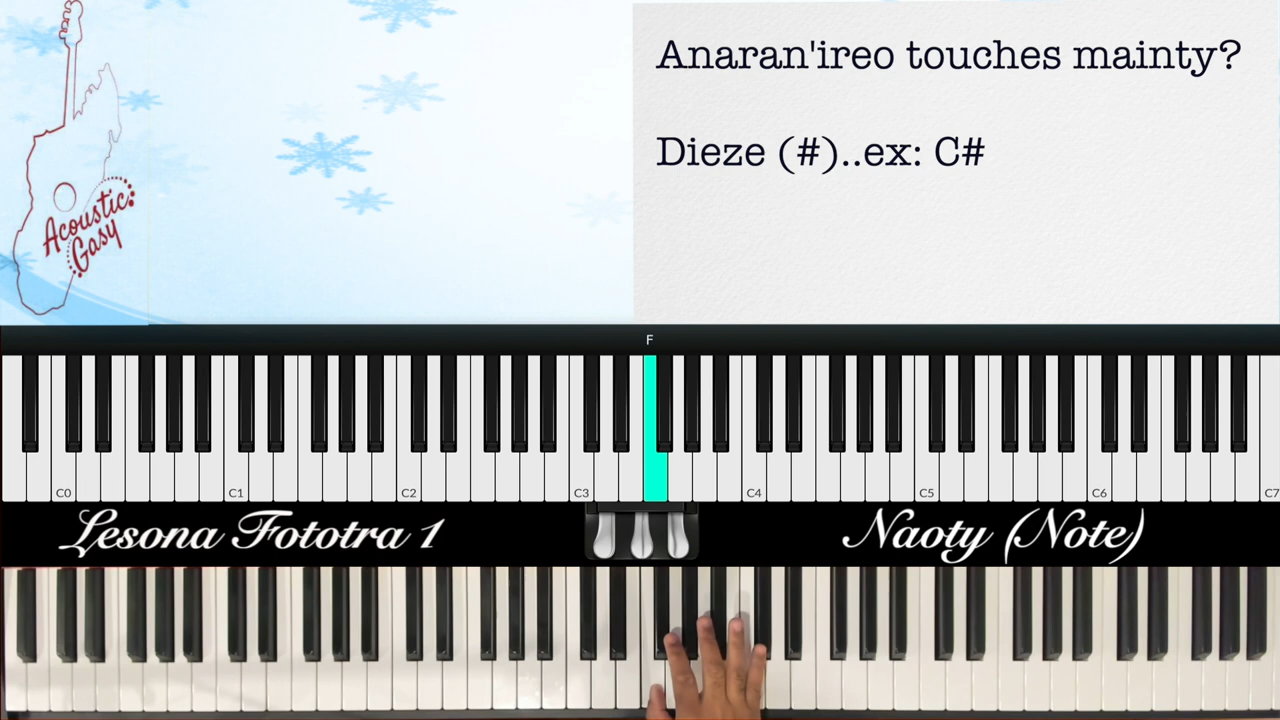 Anaran'ireo touches mainty?
Dieze (#)..ex: C#
Acoustic
Gasy
F
C0 C1 C2 C3 C4 C5 C6 C7
Lesona Fototra 1
Naoty (Note)